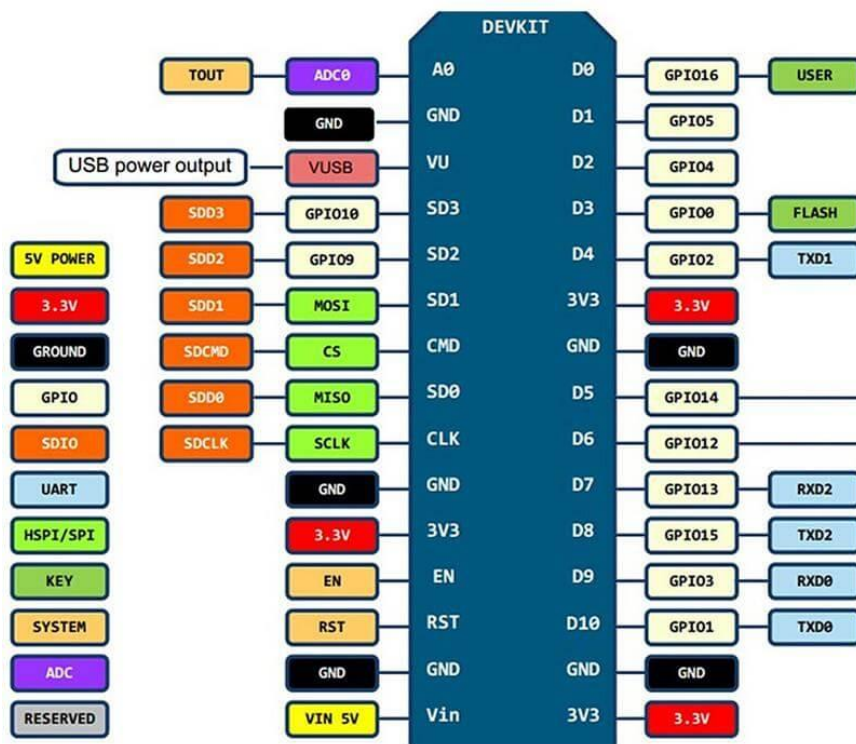 DEVKIT
TOUT ADC0 A0 D0 GPIO16 USER
GND GND D1 GPIO5
USB power output VUSB VU D2 GPIO4
SDD3 GPIO10 SD3 D3 GPIO0 FLASH
5V POWER SDD2 GPIO9 SD2 D4 GPIO2 TXD1
3.3V SDD1 MOSI SD1 3V3 3.3V
GROUND SDCMD CS CMD GND GND
GPIO SDD0 MISO SD0 D5 GPIO14
SDIO SDCLK SCLK CLK D6 GPIO12
UART GND GND D7 GPIO13 RXD2
HSPI/SPI 3.3V 3V3 D8 GPIO15 TXD2
KEY EN EN D9 GPIO3 RXD0
SYSTEM RST RST D10 GPIO1 TXD0
ADC GND GND GND GND
RESERVED VIN 5V Vin 3V3 3.3V